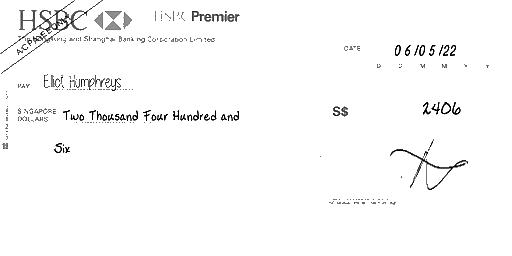 HSBC HSBC Premier
The Hongkong and Shanghai Banking Corporation Limited
A/C PAYEE ONLY
DATE 06/05/22
D D M M Y Y
PAY Elliot Humphreys
SINGAPORE DOLLARS Two Thousand Four Hundred and
S$ 2406
Six